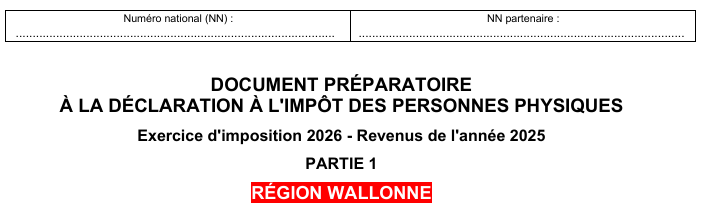 Numéro national (NN) :
NN partenaire :
DOCUMENT PRÉPARATOIRE
À LA DÉCLARATION À L'IMPÔT DES PERSONNES PHYSIQUES
Exercice d'imposition 2026 - Revenus de l'année 2025
PARTIE 1
RÉGION WALLONNE